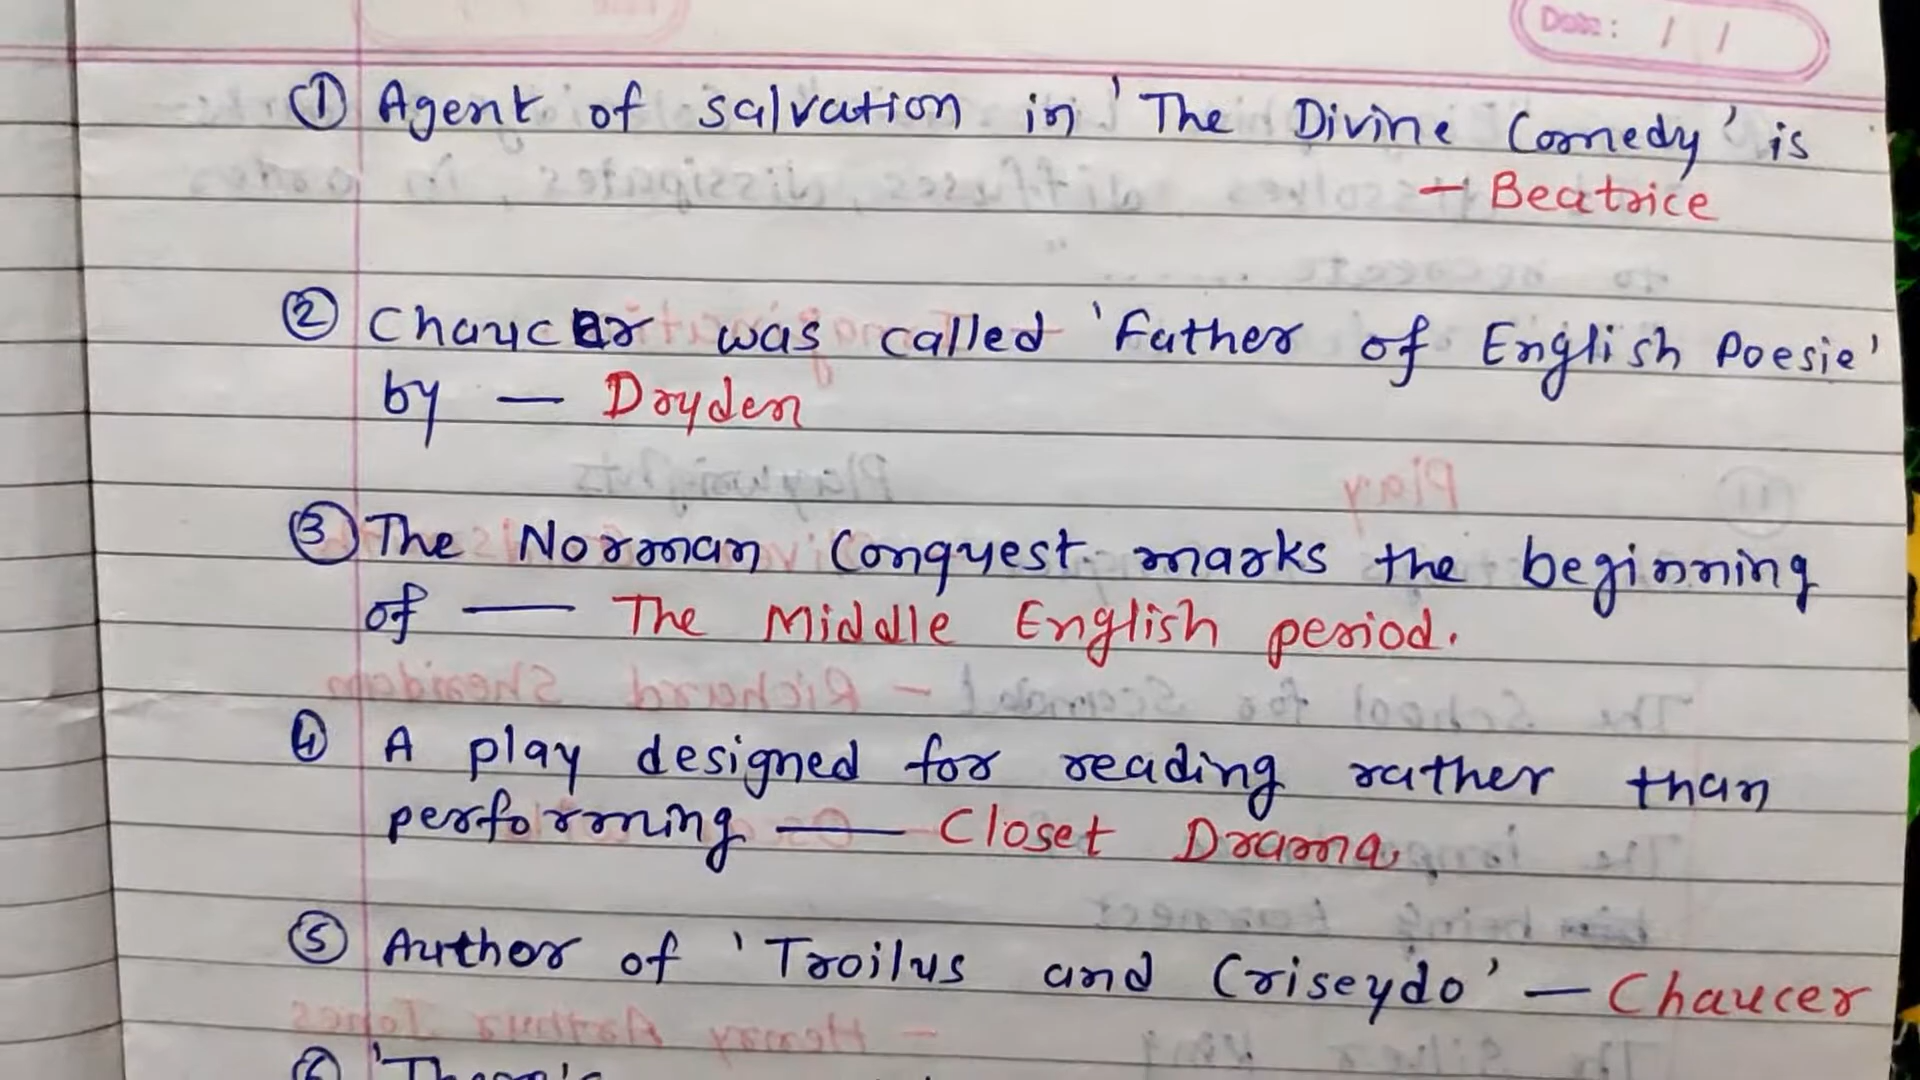 Date: / /
① Agent of salvation in 'The Divine Comedy' is
— Beatrice
② Chaucer was called 'Father of English Poesie'
by — Dryden
③ The Norman Conquest marks the beginning
of — The Middle English period.
④ A play designed for reading rather than
performing — Closet Drama.
⑤ Author of 'Troilus and Criseydo' — Chaucer
⑥